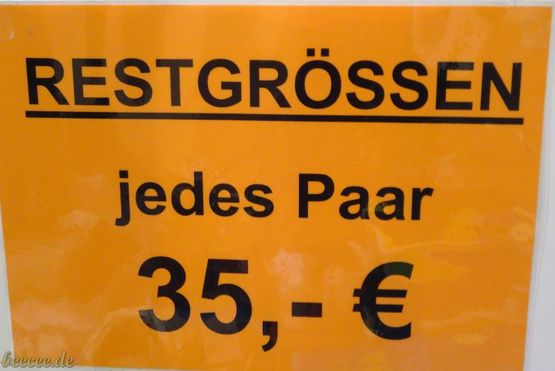 RESTGRÖSSEN
jedes Paar
35,- €
beecee.de